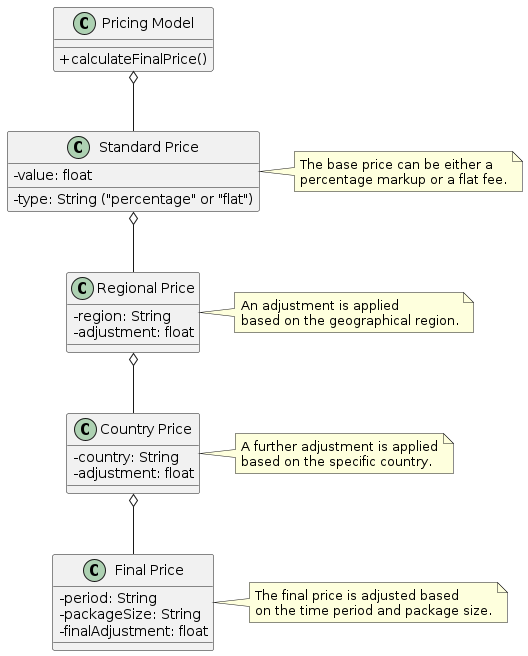 C Pricing Model
+calculateFinalPrice()
C Standard Price
-value: float
-type: String ("percentage" or "flat")
The base price can be either a
percentage markup or a flat fee.
C Regional Price
-region: String
-adjustment: float
An adjustment is applied
based on the geographical region.
C Country Price
-country: String
-adjustment: float
A further adjustment is applied
based on the specific country.
C Final Price
-period: String
-packageSize: String
-finalAdjustment: float
The final price is adjusted based
on the time period and package size.